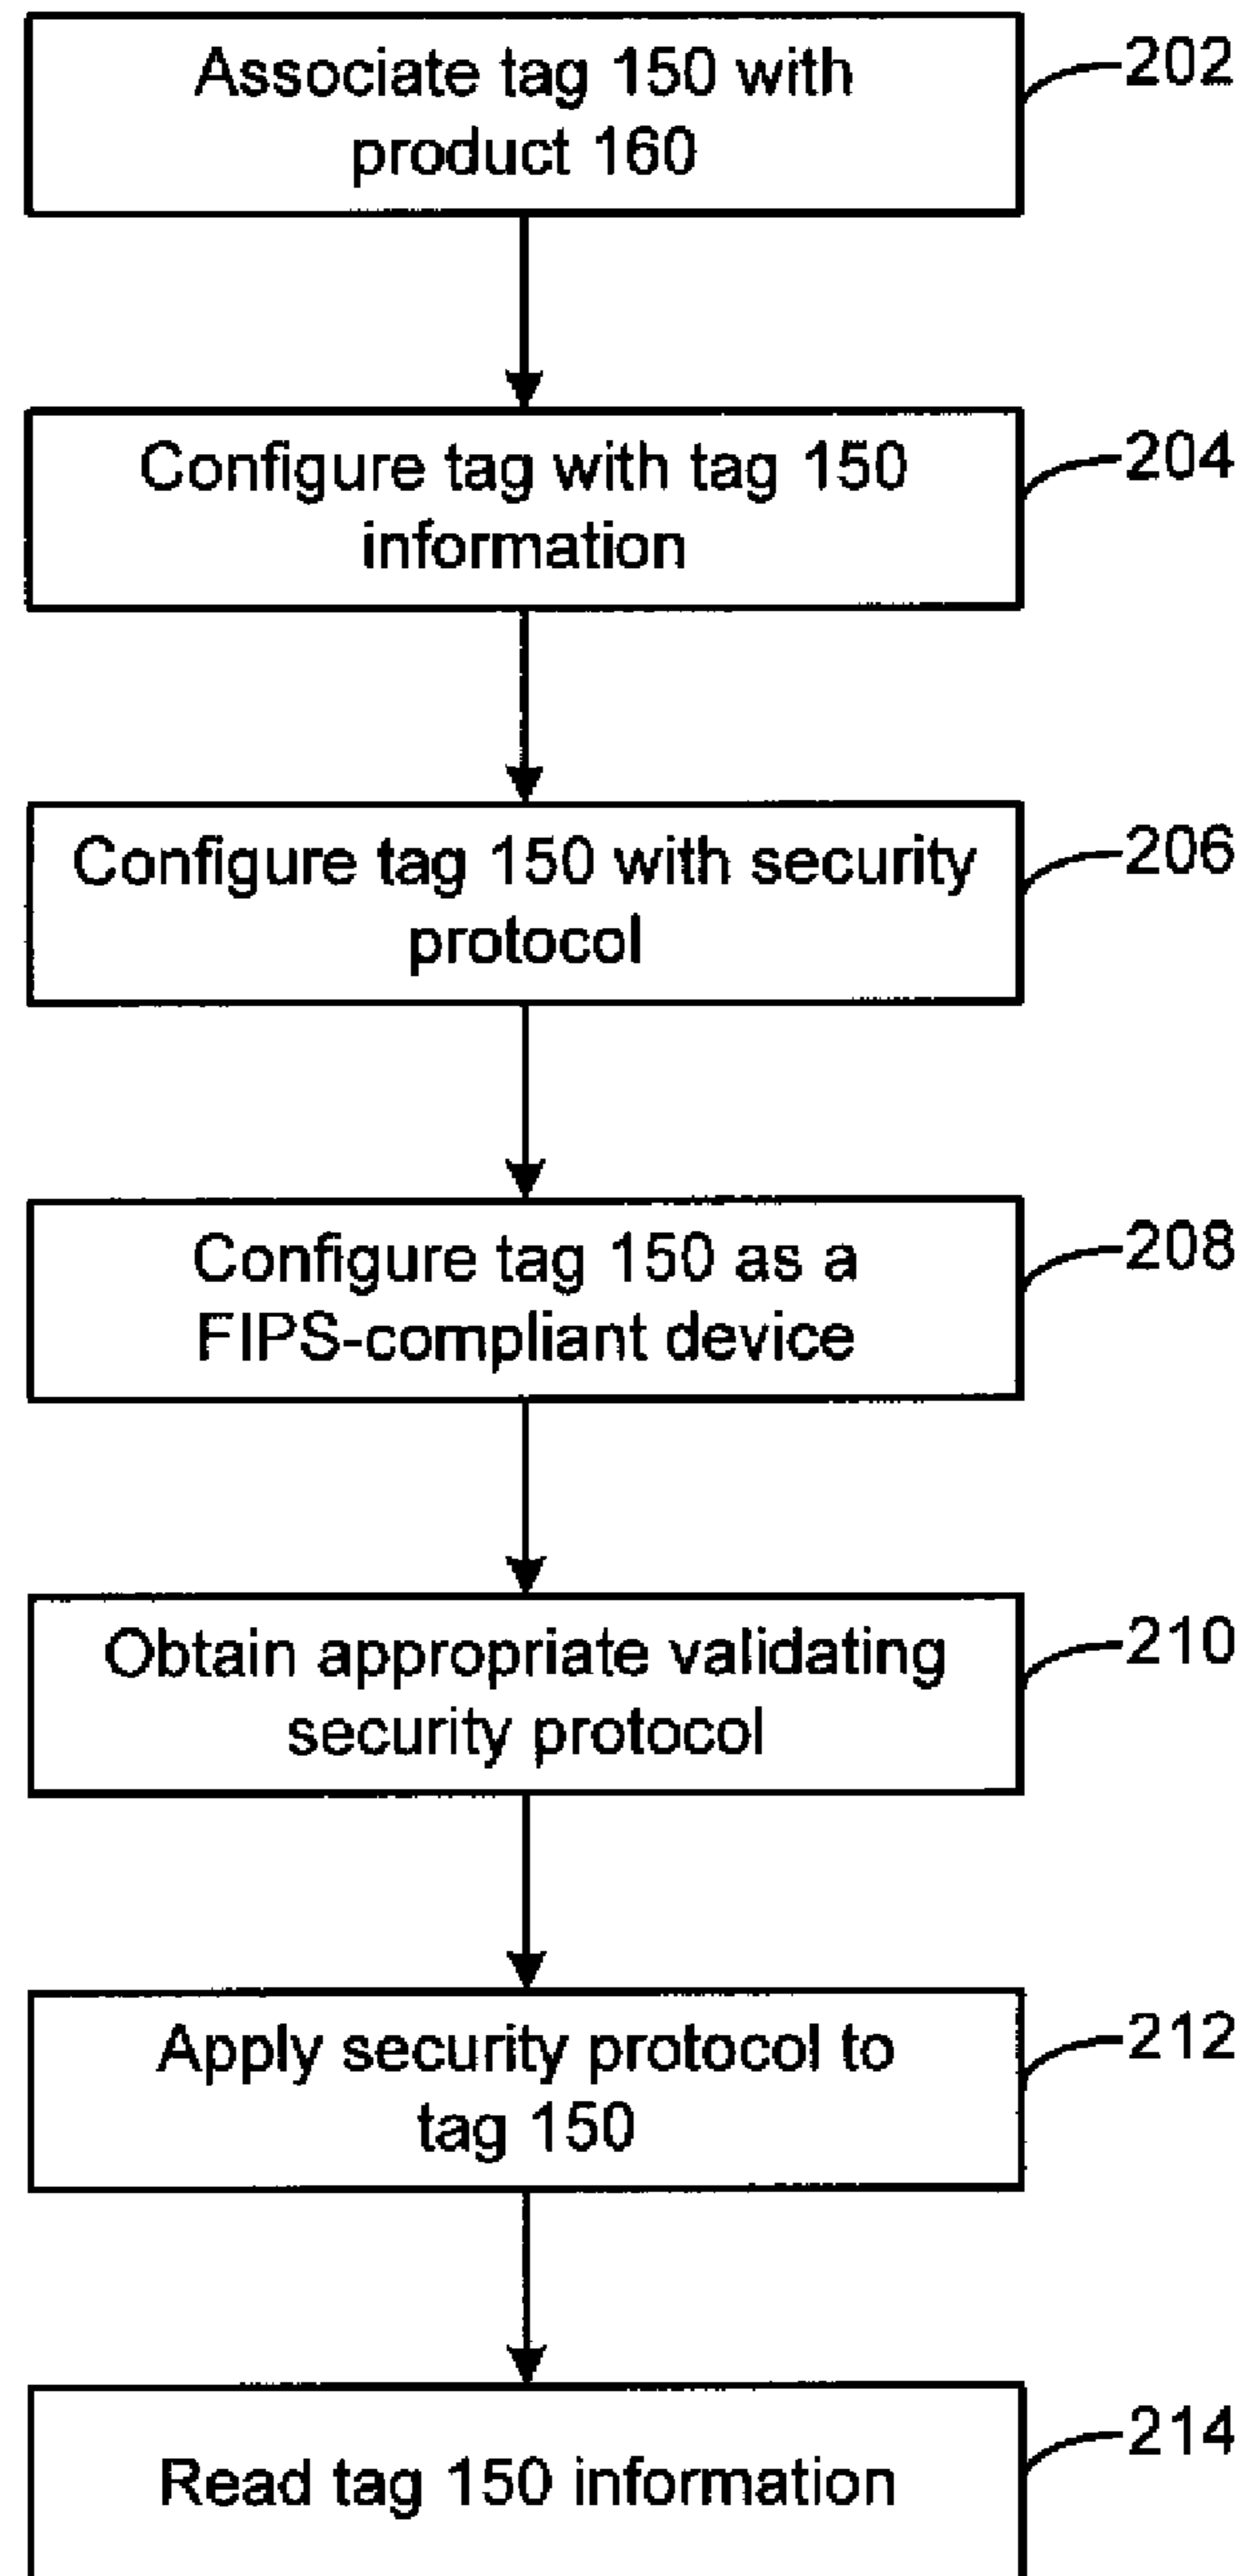 Associate tag 150 with
product 160
202
Configure tag with tag 150
information
204
Configure tag 150 with security
protocol
206
Configure tag 150 as a
FIPS-compliant device
208
Obtain appropriate validating
security protocol
210
Apply security protocol to
tag 150
212
Read tag 150 information
214